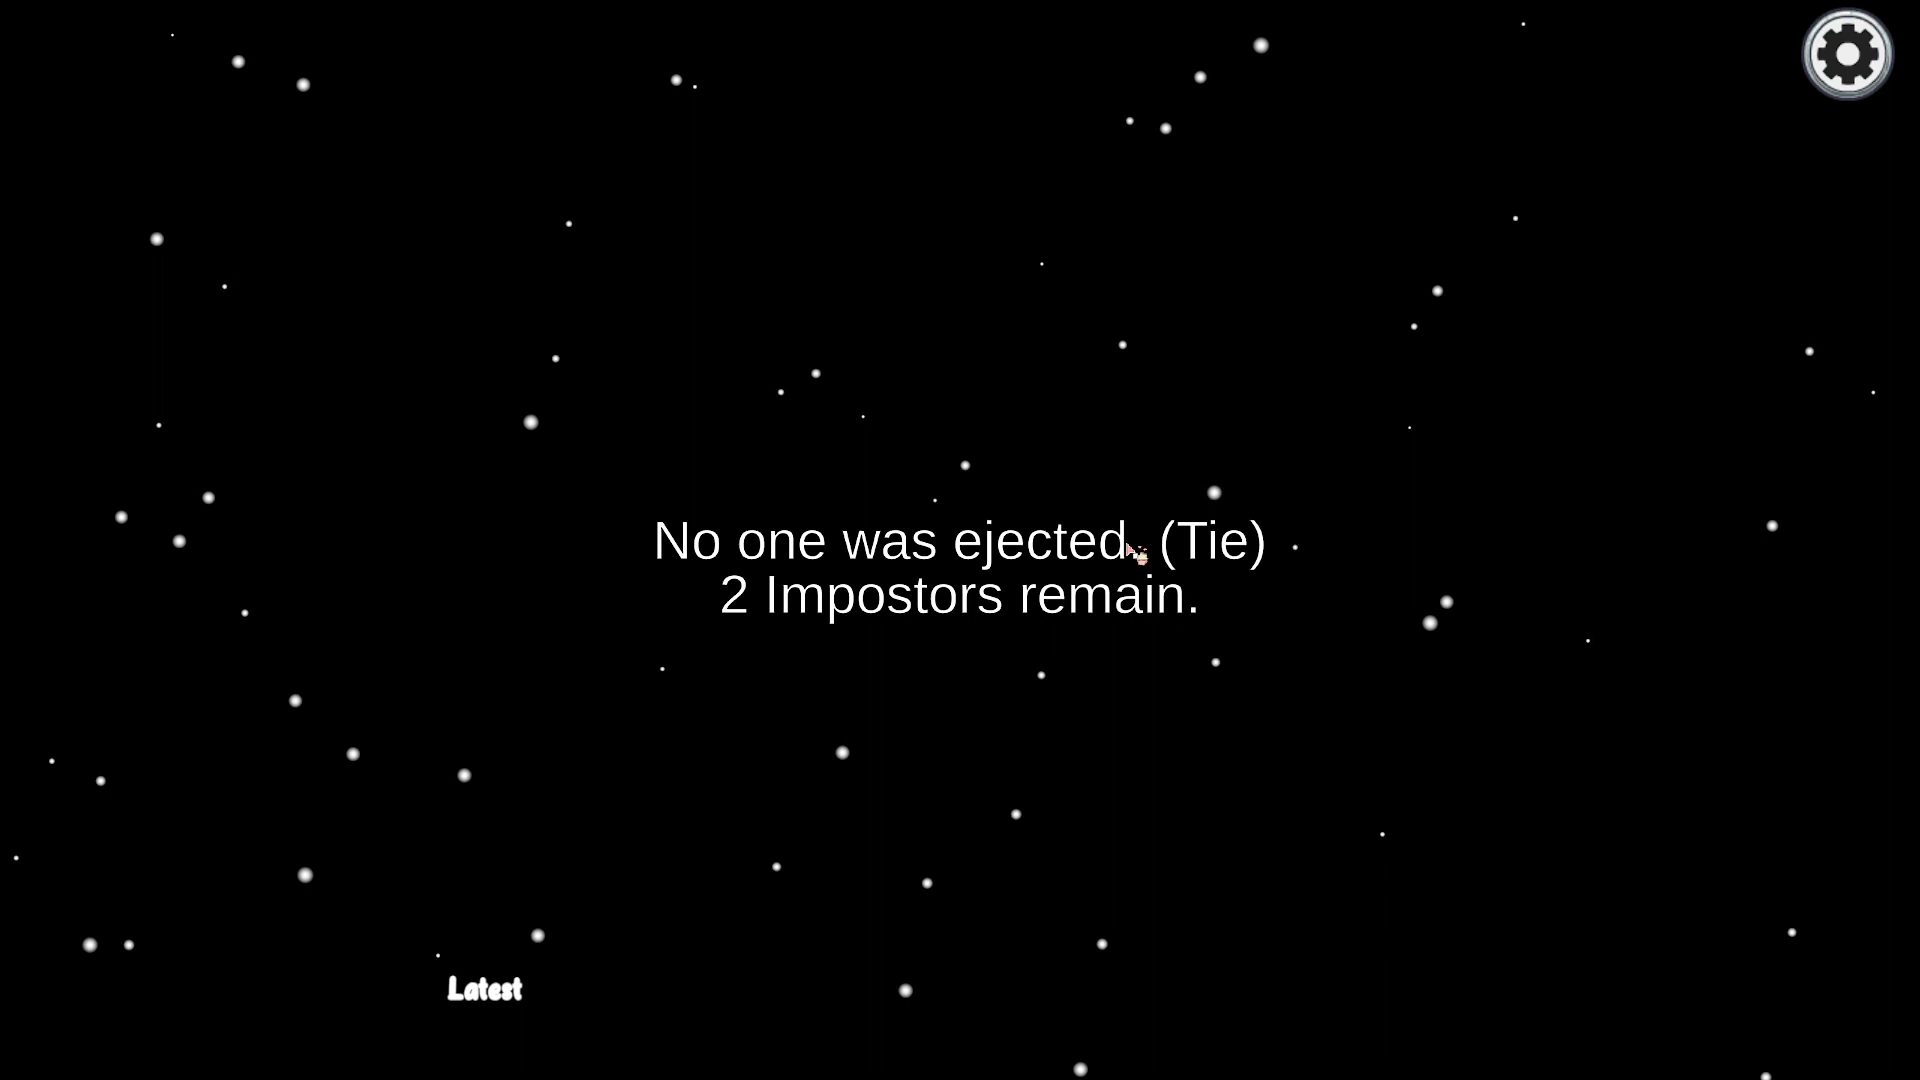 No one was ejected. (Tie)
2 Impostors remain.
Latest